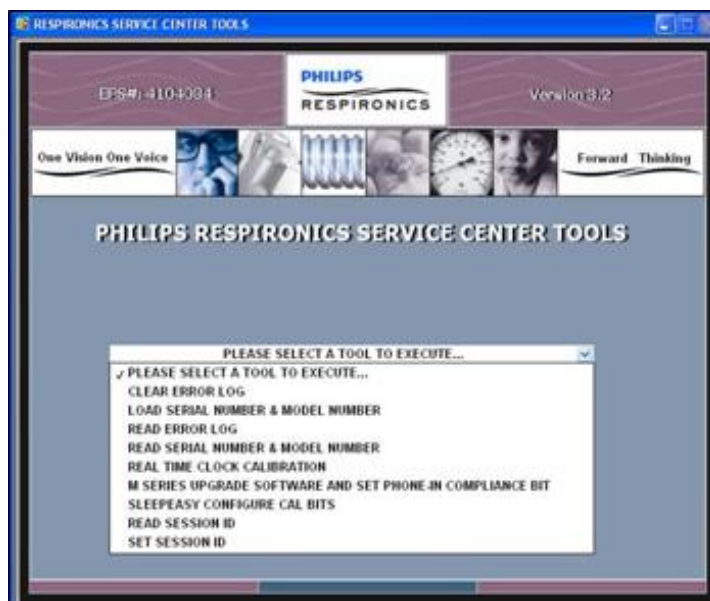 RESPIRONICS SERVICE CENTER TOOLS
EPS#: 4104034
PHILIPS
RESPIRONICS
Version 3.2
One Vision One Voice
Forward Thinking
PHILIPS RESPIRONICS SERVICE CENTER TOOLS
PLEASE SELECT A TOOL TO EXECUTE...
PLEASE SELECT A TOOL TO EXECUTE...
CLEAR ERROR LOG
LOAD SERIAL NUMBER & MODEL NUMBER
READ ERROR LOG
READ SERIAL NUMBER & MODEL NUMBER
REAL TIME CLOCK CALIBRATION
M SERIES UPGRADE SOFTWARE AND SET PHONE-IN COMPLIANCE BIT
SLEEPEASY CONFIGURE CAL BITS
READ SESSION ID
SET SESSION ID